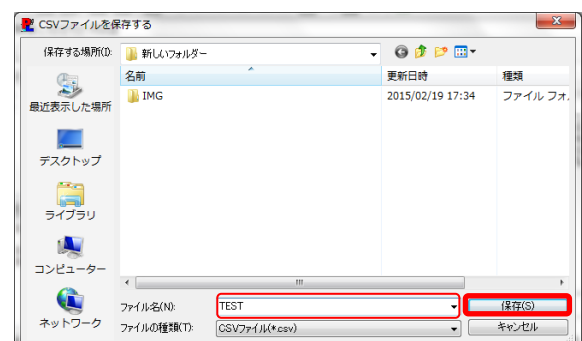 CSVファイルを保存する
保存する場所(I):
新しいフォルダー
名前
更新日時
種類
IMG
2015/02/19 17:34
ファイル フォ
最近表示した場所
デスクトップ
ライブラリ
コンピューター
ネットワーク
ファイル名(N):
TEST
保存(S)
ファイルの種類(T):
CSVファイル(*.csv)
キャンセル